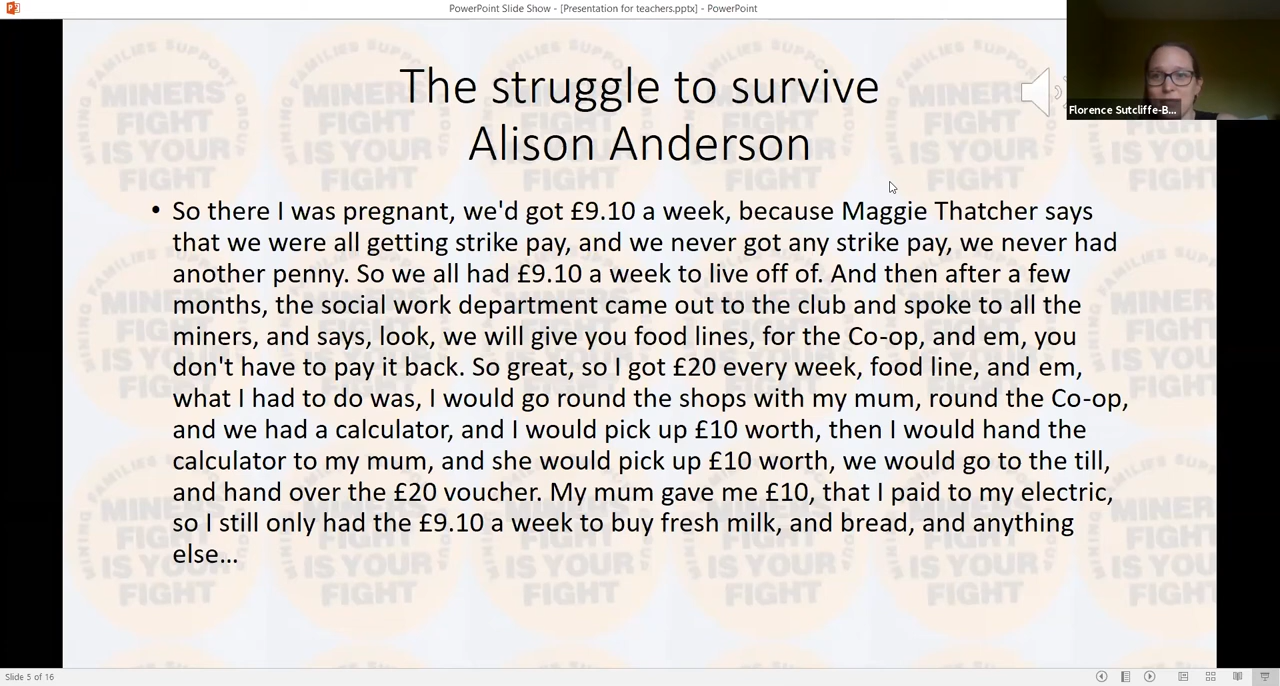 PowerPoint Slide Show - [Presentation for teachers.pptx] - PowerPoint
The struggle to survive
Alison Anderson
Florence Sutcliffe-B...
• So there I was pregnant, we'd got £9.10 a week, because Maggie Thatcher says
that we were all getting strike pay, and we never got any strike pay, we never had
another penny. So we all had £9.10 a week to live off of. And then after a few
months, the social work department came out to the club and spoke to all the
miners, and says, look, we will give you food lines, for the Co-op, and em, you
don't have to pay it back. So great, so I got £20 every week, food line, and em,
what I had to do was, I would go round the shops with my mum, round the Co-op,
and we had a calculator, and I would pick up £10 worth, then I would hand the
calculator to my mum, and she would pick up £10 worth, we would go to the till,
and hand over the £20 voucher. My mum gave me £10, that I paid to my electric,
so I still only had the £9.10 a week to buy fresh milk, and bread, and anything
else...
MINING FAMILIES SUPPORT GROUP
MINERS'
FIGHT
IS YOUR
FIGHT
Slide 5 of 16